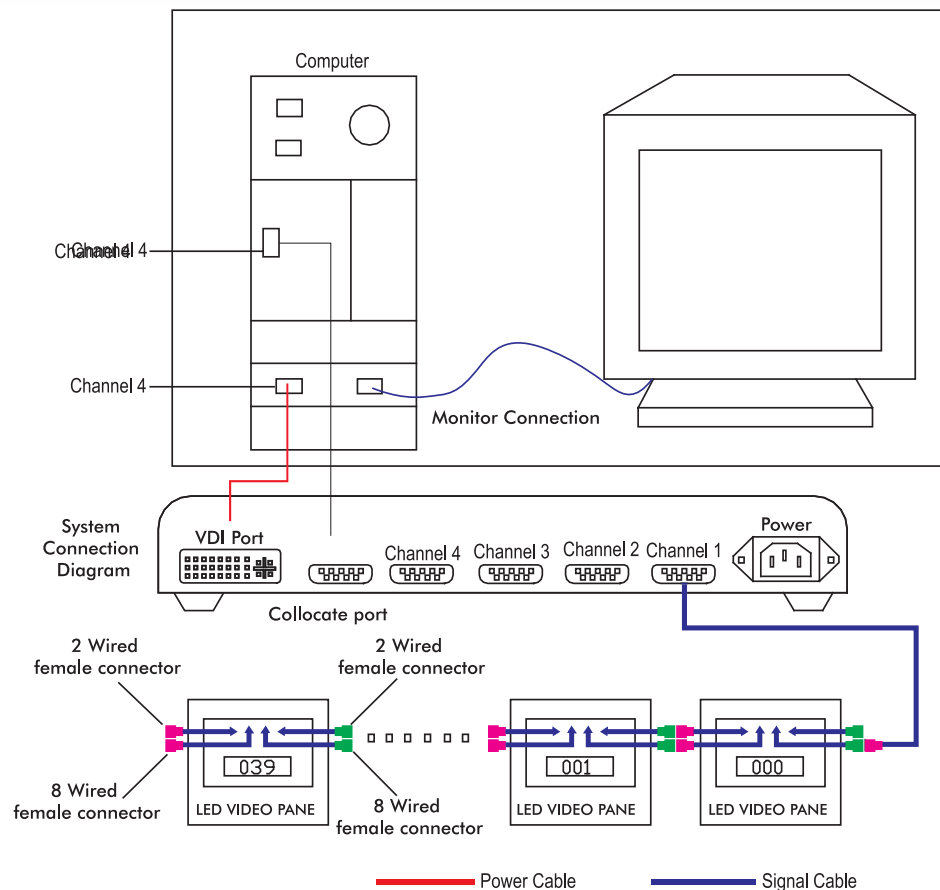 Computer
Channel 4
Channel 4
Channel 4
Monitor Connection
System
Connection
Diagram
VDI Port
Channel 4
Channel 3
Channel 2
Channel 1
Power
Collocate port
2 Wired
female connector
2 Wired
female connector
039
001
000
LED VIDEO PANE
LED VIDEO PANE
LED VIDEO PANE
8 Wired
female connector
8 Wired
female connector
Power Cable
Signal Cable